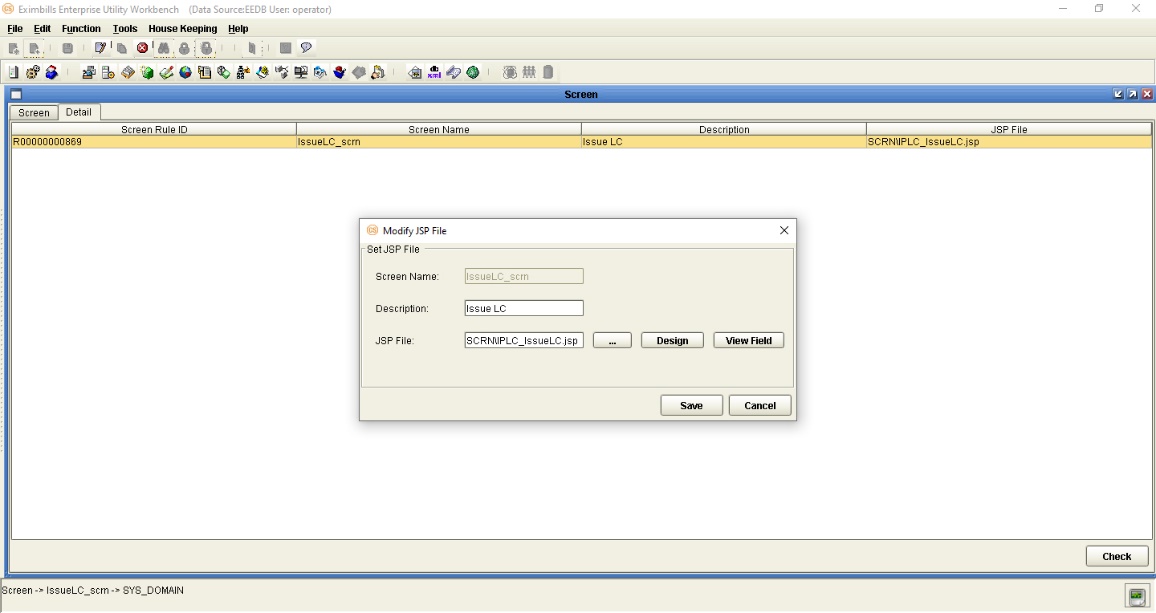 Eximbills Enterprise Utility Workbench (Data Source:EEDB User: operator)
File Edit Function Tools House Keeping Help
Screen
Screen Detail
Screen Rule ID Screen Name Description JSP File
R00000000869 IssueLC_scrn Issue LC SCRN\IPLC_IssueLC.jsp
Modify JSP File
Set JSP File
Screen Name: IssueLC_scrn
Description: Issue LC
JSP File: SCRN\IPLC_IssueLC.jsp ... Design View Field
Save Cancel
Check
Screen -> IssueLC_scrn -> SYS_DOMAIN